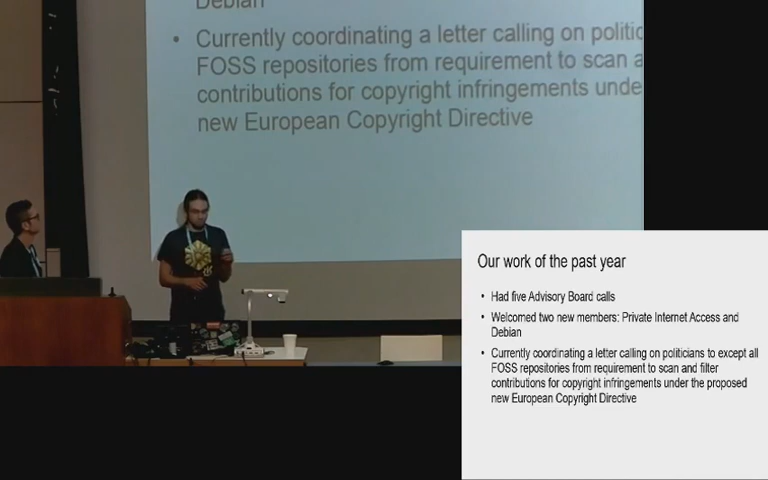 Debian
• Currently coordinating a letter calling on politic
FOSS repositories from requirement to scan a
contributions for copyright infringements unde
new European Copyright Directive
Our work of the past year
• Had five Advisory Board calls
• Welcomed two new members: Private Internet Access and
Debian
• Currently coordinating a letter calling on politicians to except all
FOSS repositories from requirement to scan and filter
contributions for copyright infringements under the proposed
new European Copyright Directive